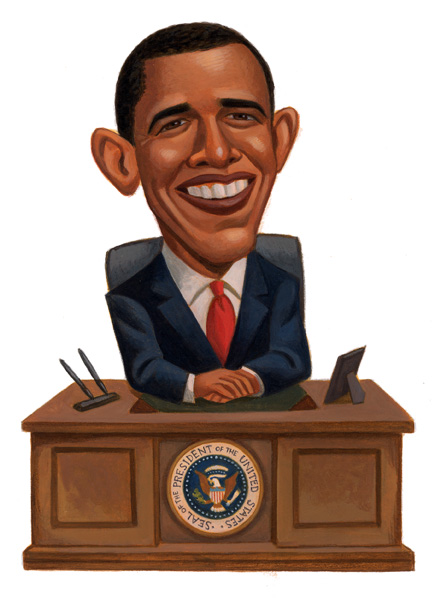 SEAL OF THE PRESIDENT OF THE UNITED STATES